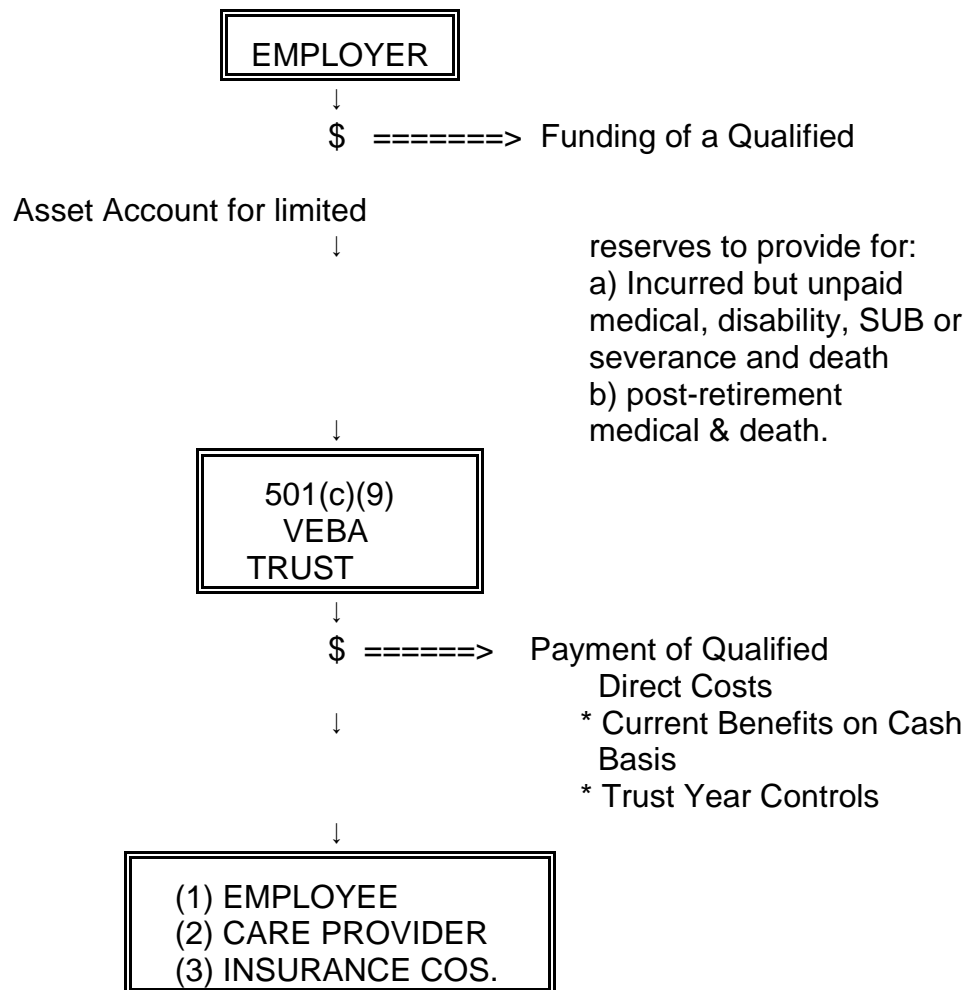 EMPLOYER
↓
$ =======> Funding of a Qualified
Asset Account for limited
↓ reserves to provide for:
a) Incurred but unpaid
medical, disability, SUB or
severance and death
b) post-retirement
↓ medical & death.
501(c)(9)
VEBA
TRUST
↓
$ ======> Payment of Qualified
Direct Costs
↓ * Current Benefits on Cash
Basis
* Trust Year Controls
↓
(1) EMPLOYEE
(2) CARE PROVIDER
(3) INSURANCE COS.